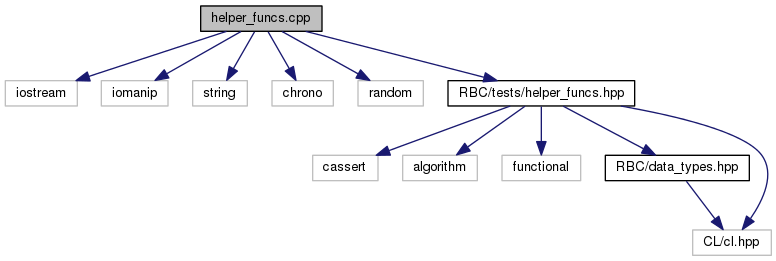 helper_funcs.cpp
iostream
iomanip
string
chrono
random
RBC/tests/helper_funcs.hpp
cassert
algorithm
functional
RBC/data_types.hpp
CL/cl.hpp